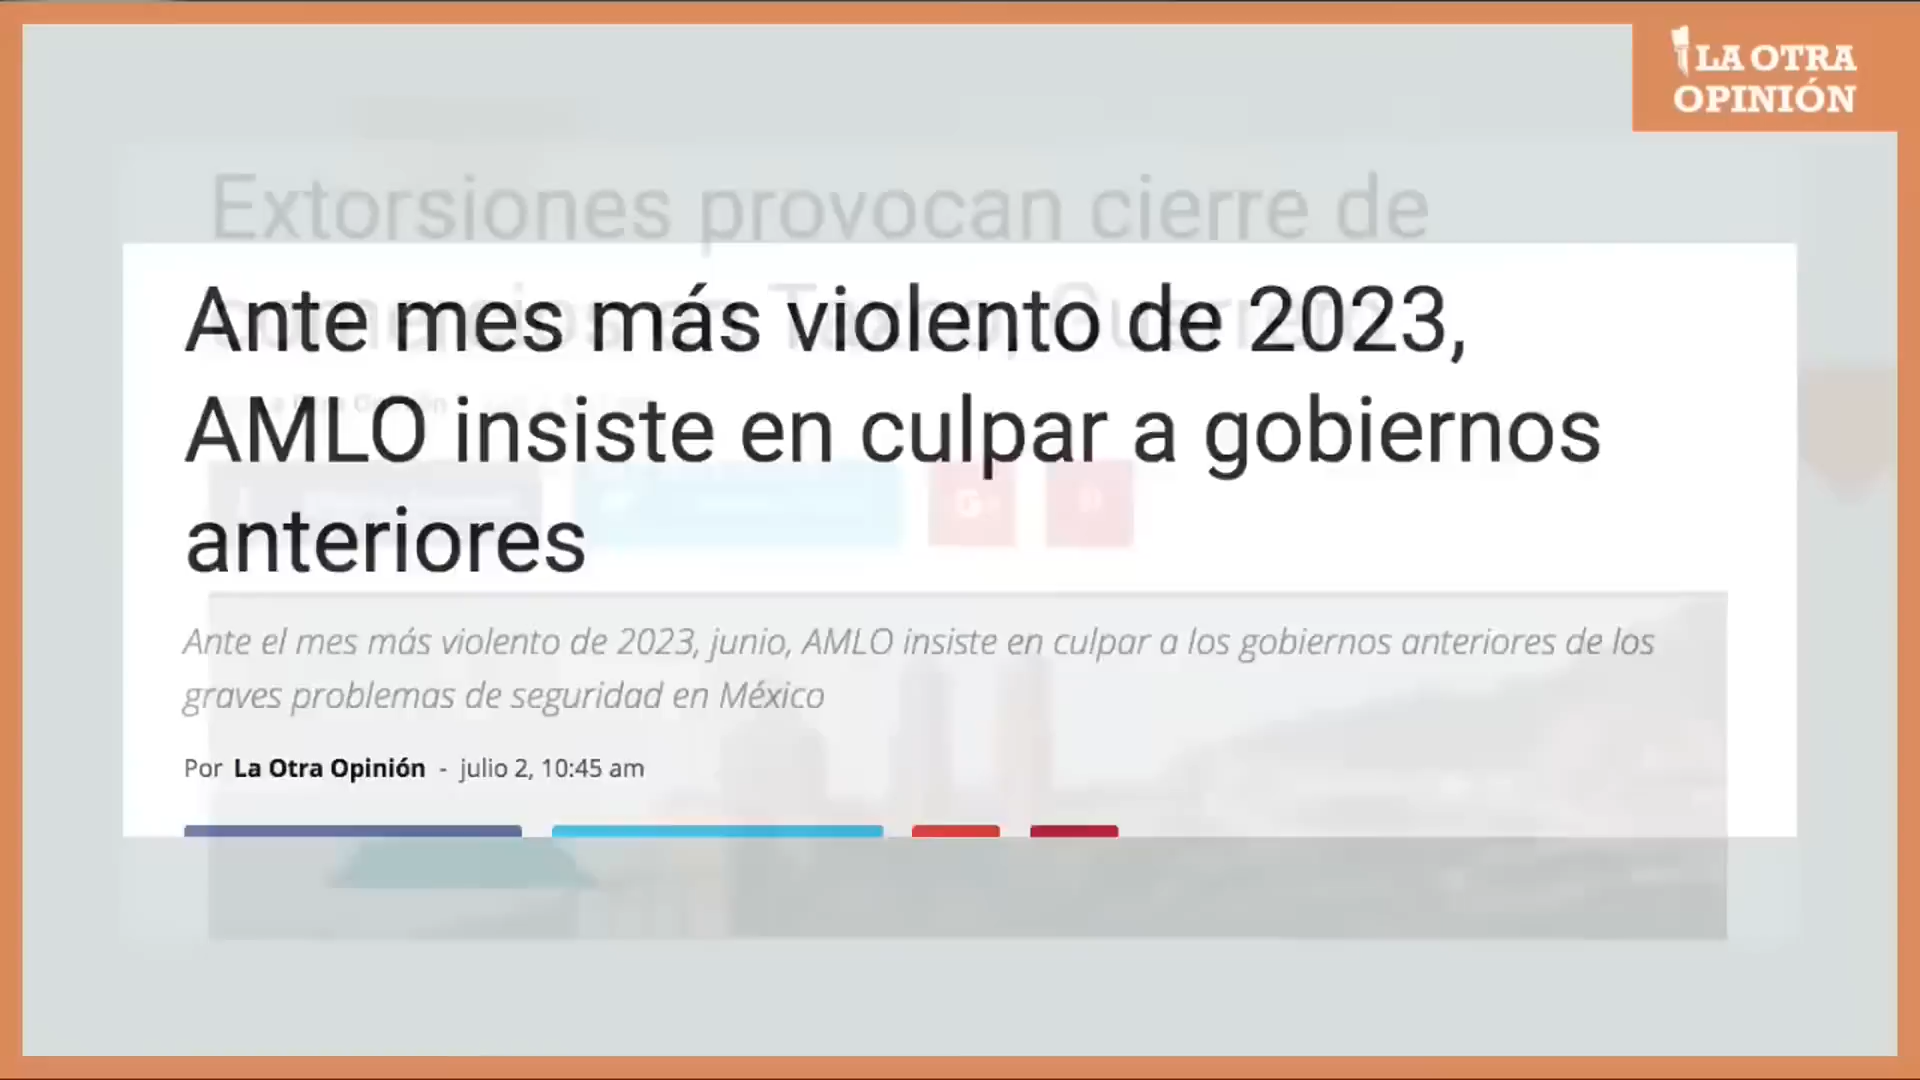 LA OTRA
OPINIÓN
Extorsiones provocan cierre de
Ante mes más violento de 2023,
AMLO insiste en culpar a gobiernos
anteriores
Ante el mes más violento de 2023, junio, AMLO insiste en culpar a los gobiernos anteriores de los
graves problemas de seguridad en México
Por La Otra Opinión - julio 2, 10:45 am